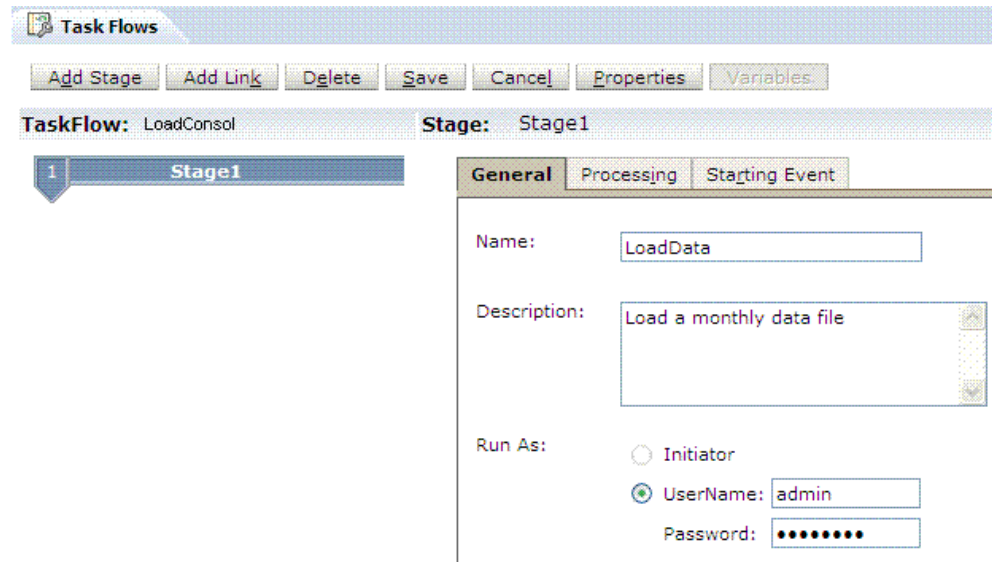 Task Flows
Add Stage Add Link Delete Save Cancel Properties Variables
TaskFlow: LoadConsol Stage: Stage1
1 Stage1
General Processing Starting Event
Name: LoadData
Description: Load a monthly data file
Run As: Initiator
UserName: admin
Password: ••••••••